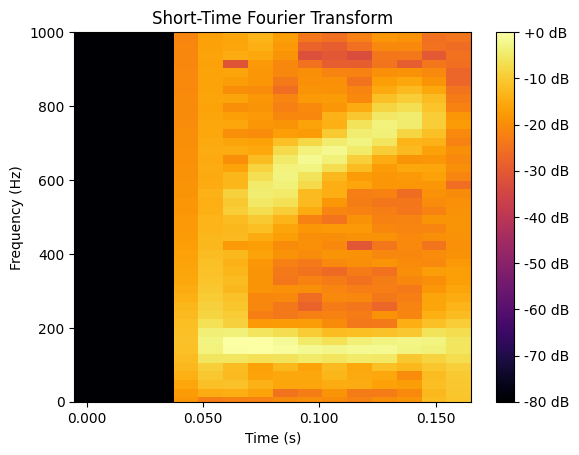 Short-Time Fourier Transform
1000
800
600
400
200
0
Frequency (Hz)
0.000
0.050
0.100
0.150
Time (s)
+0 dB
-10 dB
-20 dB
-30 dB
-40 dB
-50 dB
-60 dB
-70 dB
-80 dB